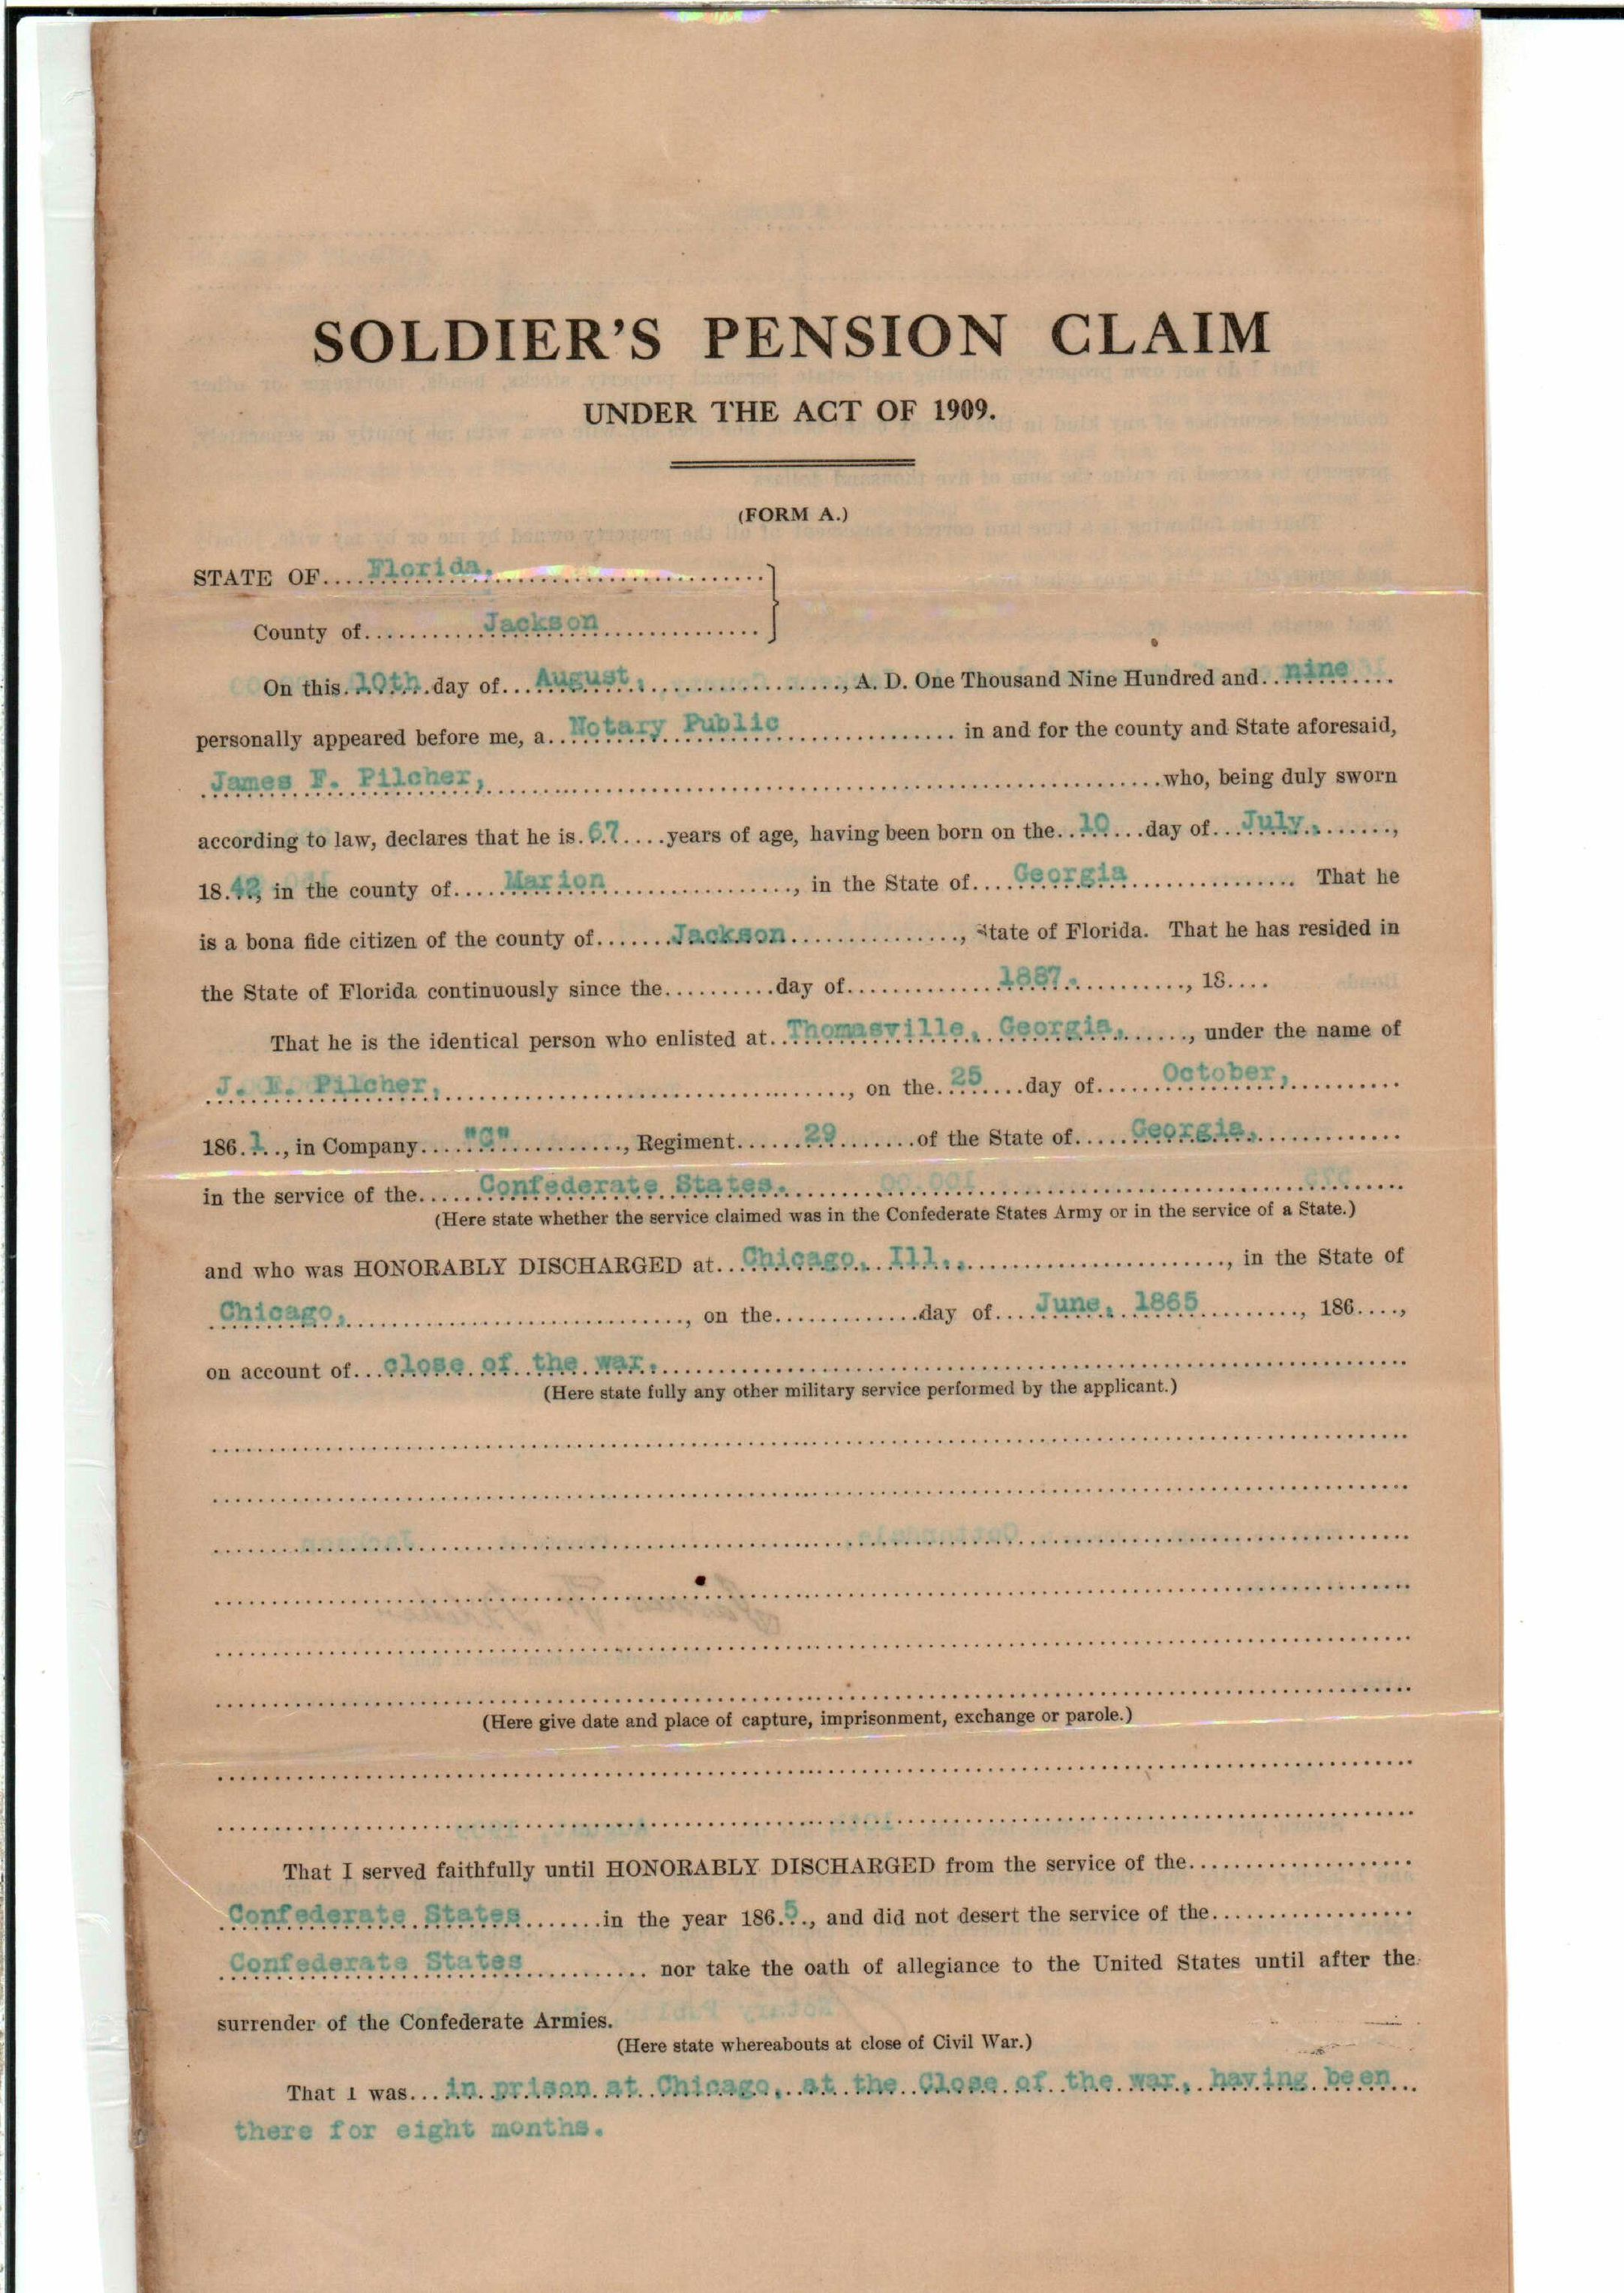 SOLDIER'S PENSION CLAIM
UNDER THE ACT OF 1909.
(FORM A.)
STATE OF....Florida,
County of............Jackson
On this 10th day of August, , A. D. One Thousand Nine Hundred and nine
personally appeared before me, a Notary Public in and for the county and State aforesaid,
James F. Pilcher, who, being duly sworn
according to law, declares that he is 67 years of age, having been born on the 10 day of July, ,
18 42, in the county of Marion , in the State of Georgia . That he
is a bona fide citizen of the county of Jackson , State of Florida. That he has resided in
the State of Florida continuously since the day of 1887. , 18
That he is the identical person who enlisted at Thomasville, Georgia, , under the name of
J. F. Pilcher, , on the 25 day of October,
186 1 , in Company "C" , Regiment 29 of the State of Georgia,
in the service of the Confederate States.
(Here state whether the service claimed was in the Confederate States Army or in the service of a State.)
and who was HONORABLY DISCHARGED at Chicago, Ill., , in the State of
Chicago, , on the day of June, 1865 , 186 ,
on account of close of the war.
(Here state fully any other military service performed by the applicant.)
(Here give date and place of capture, imprisonment, exchange or parole.)
That I served faithfully until HONORABLY DISCHARGED from the service of the
Confederate States in the year 186 5 , and did not desert the service of the
Confederate States nor take the oath of allegiance to the United States until after the
surrender of the Confederate Armies.
(Here state whereabouts at close of Civil War.)
That I was in prison at Chicago, at the Close of the war, having been
there for eight months.